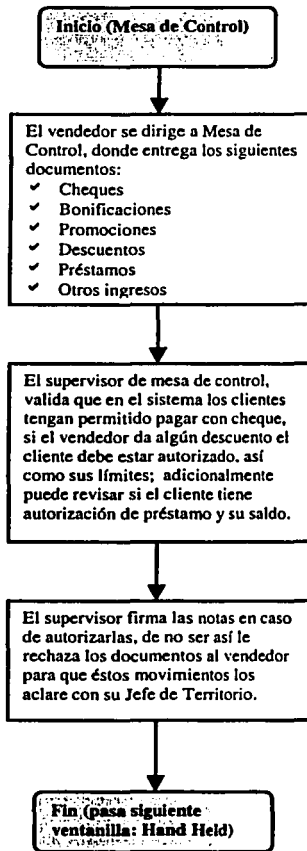 Inicio (Mesa de Control)
El vendedor se dirige a Mesa de
Control, donde entrega los siguientes
documentos:
✓ Cheques
✓ Bonificaciones
✓ Promociones
✓ Descuentos
✓ Préstamos
✓ Otros ingresos
El supervisor de mesa de control,
valida que en el sistema los clientes
tengan permitido pagar con cheque,
si el vendedor da algún descuento el
cliente debe estar autorizado, así
como sus límites; adicionalmente
puede revisar si el cliente tiene
autorización de préstamo y su saldo.
El supervisor firma las notas en caso
de autorizarlas, de no ser así le
rechaza los documentos al vendedor
para que éstos movimientos los
aclare con su Jefe de Territorio.
Fin (pasa siguiente
ventanilla: Hand Held)